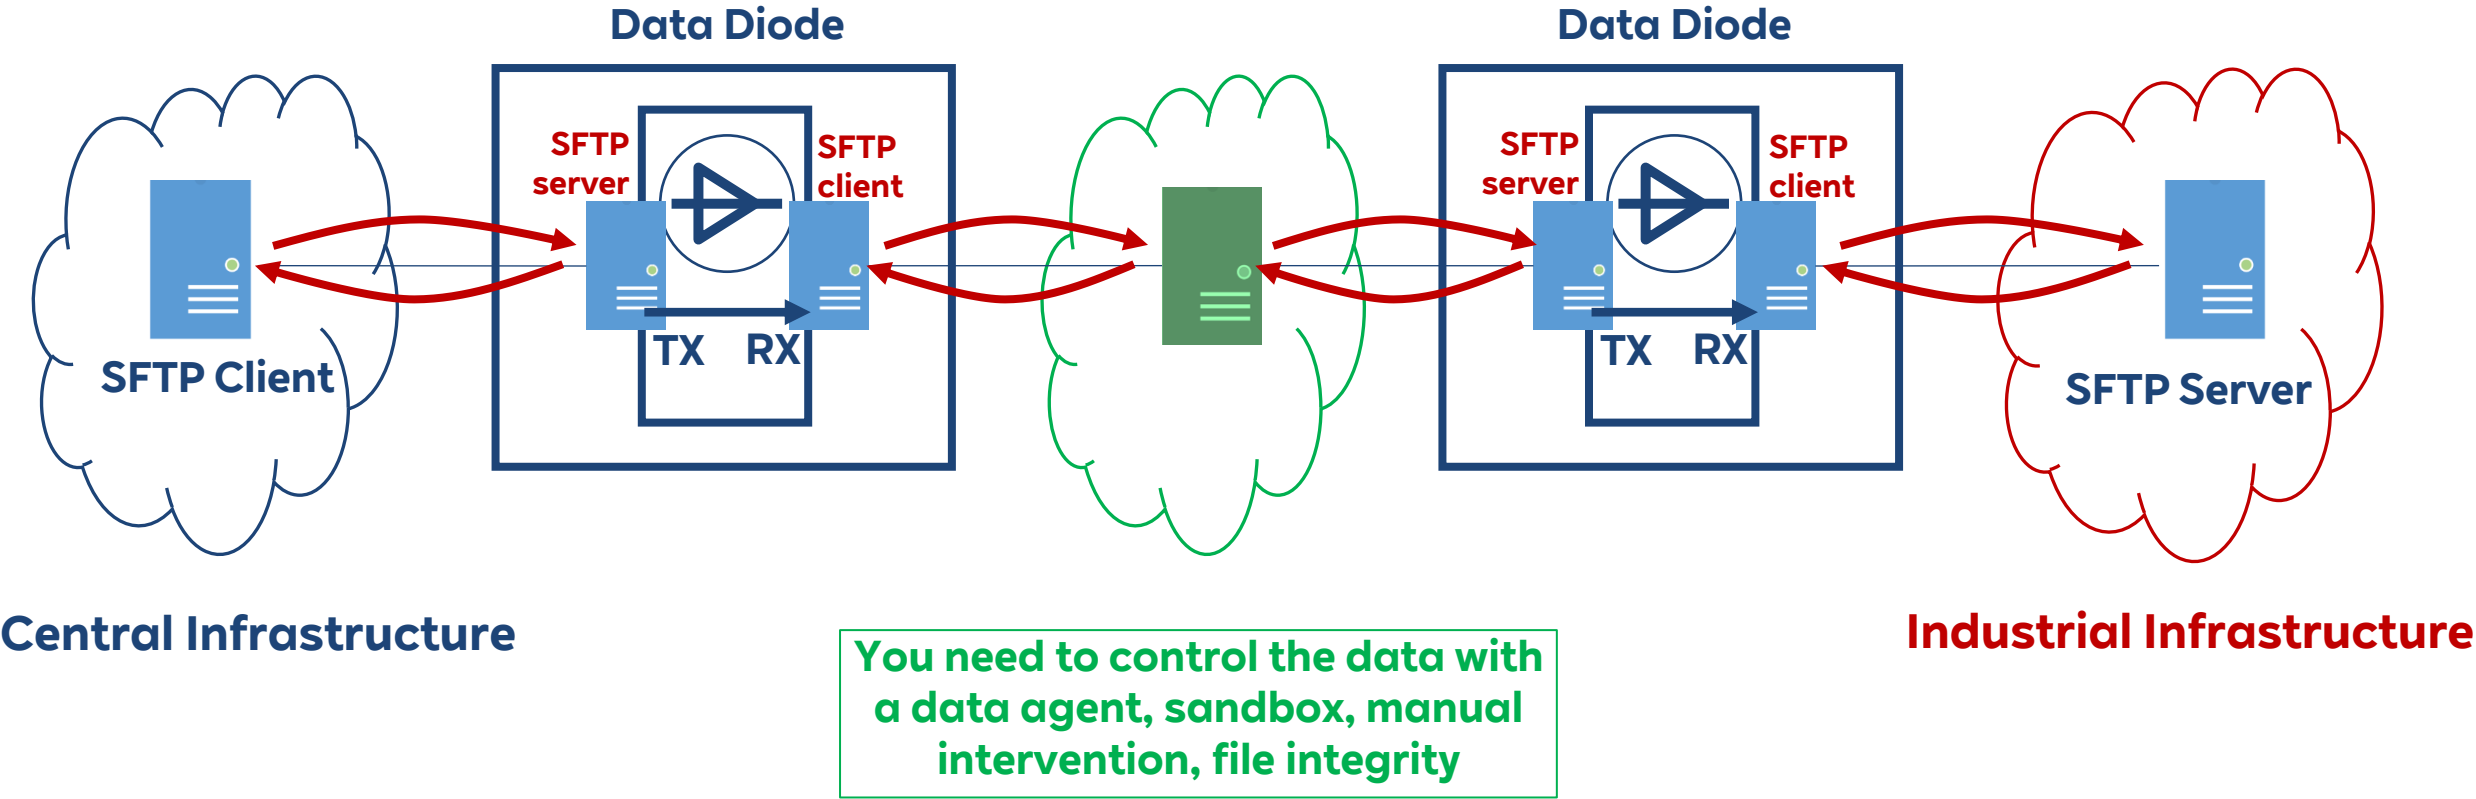 Data Diode
Data Diode
SFTP
server
SFTP
client
SFTP
server
SFTP
client
TX
RX
TX
RX
SFTP Client
SFTP Server
Central Infrastructure
Industrial Infrastructure
You need to control the data with
a data agent, sandbox, manual
intervention, file integrity